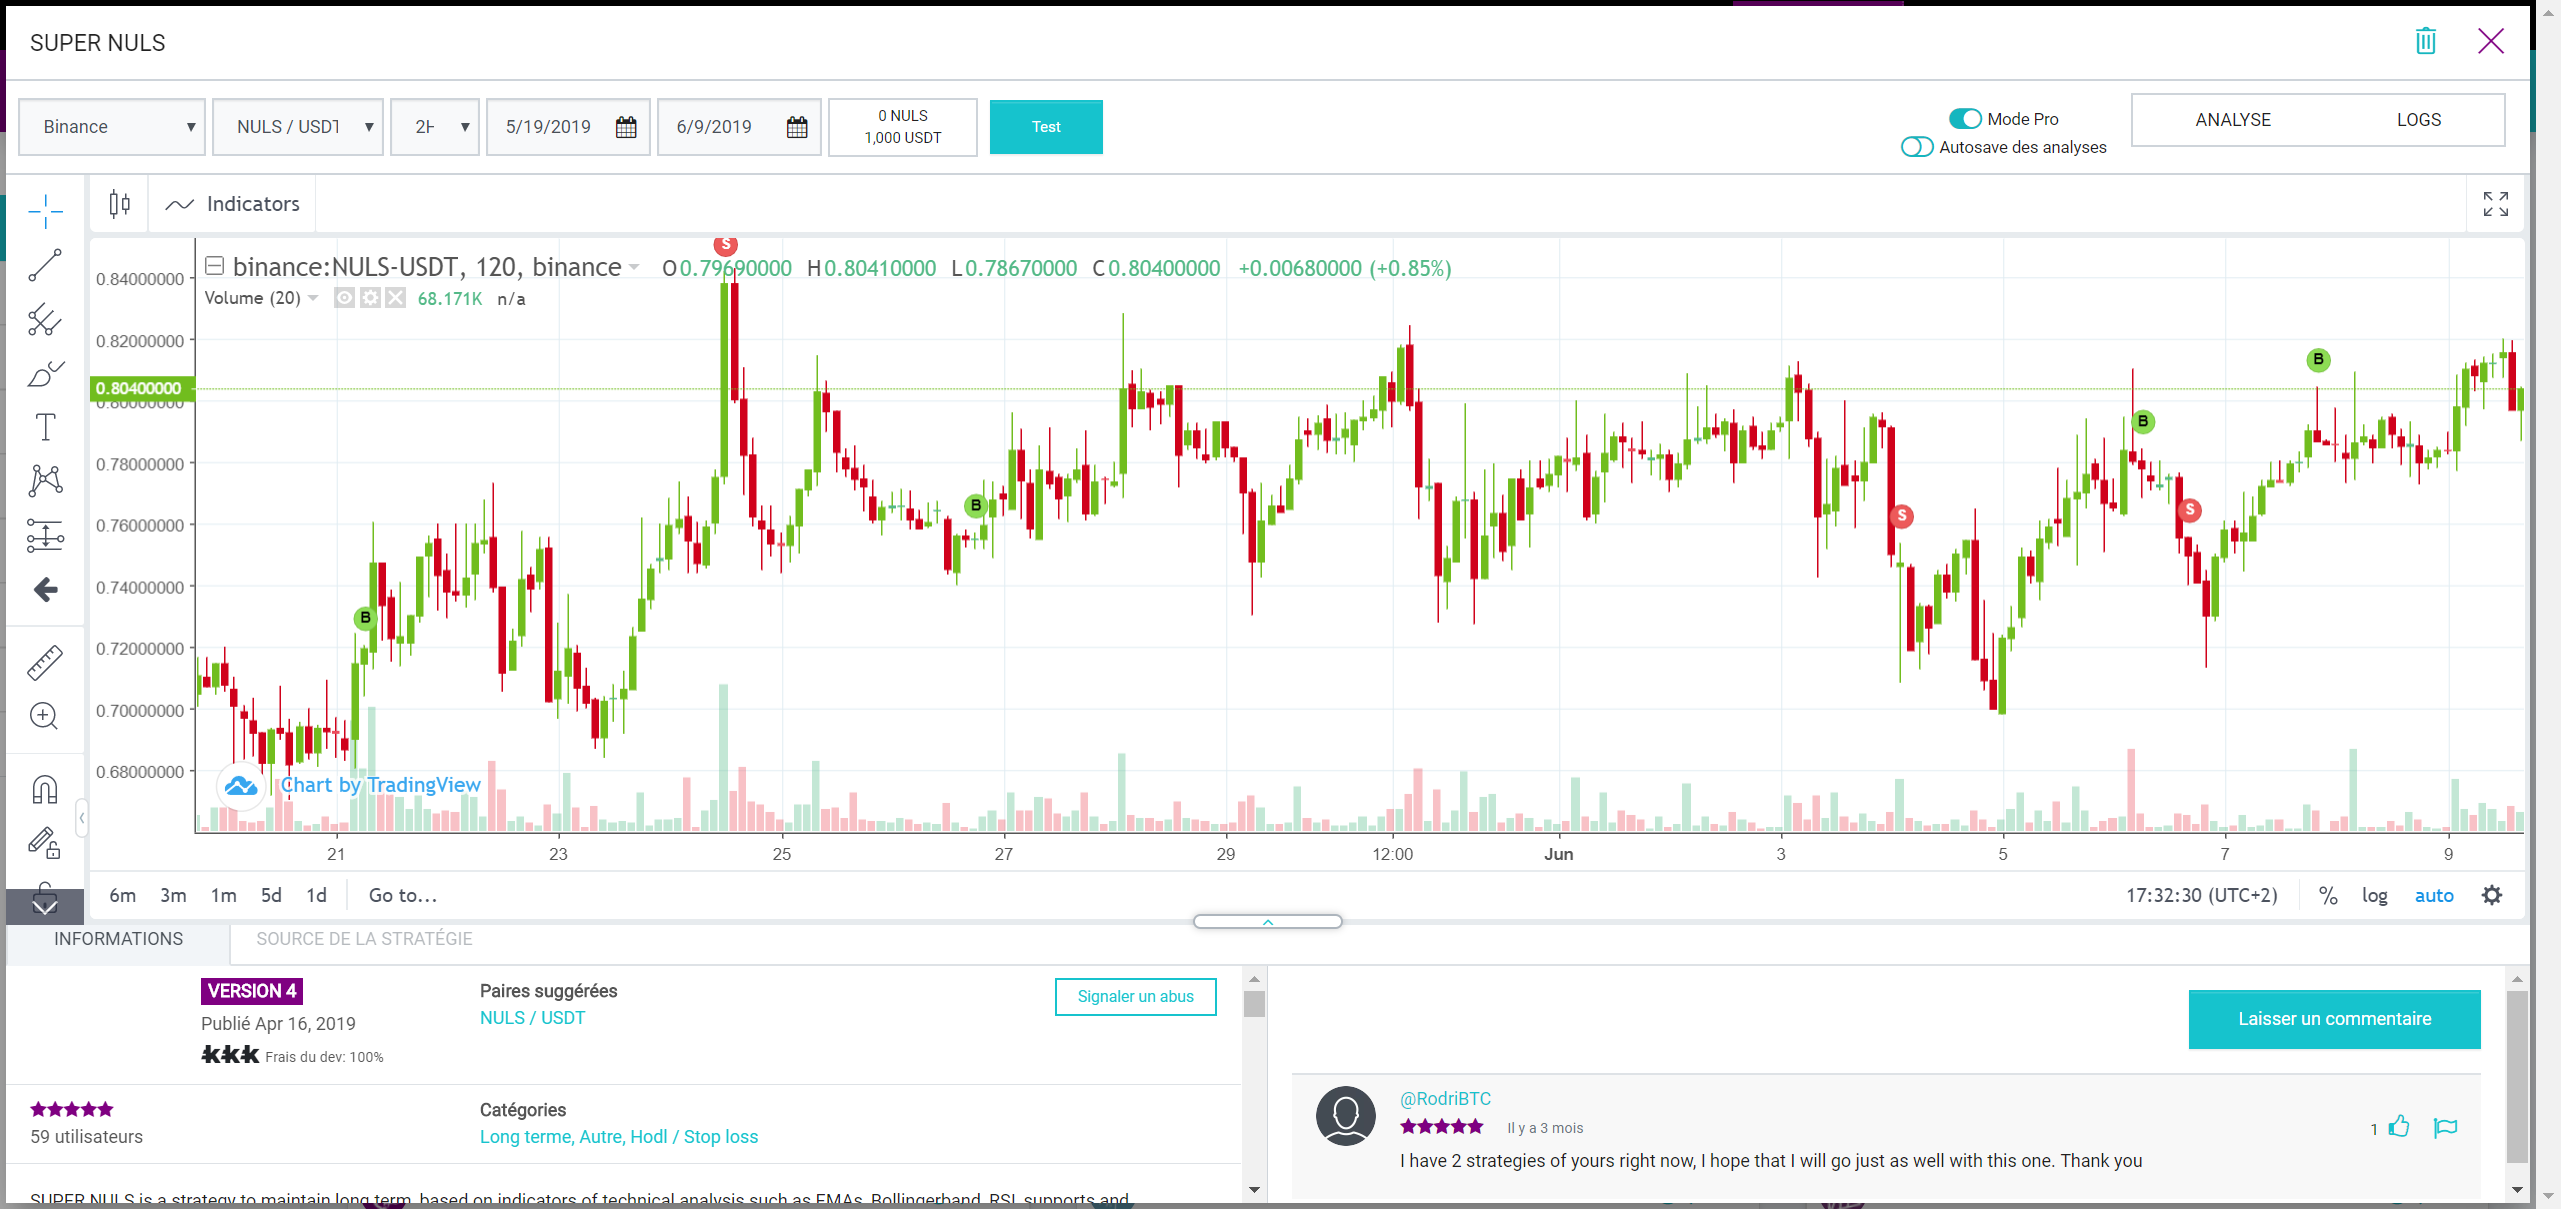 SUPER NULS
Binance
NULS / USDT
2H
5/19/2019
6/9/2019
0 NULS
1,000 USDT
Test
Mode Pro
Autosave des analyses
ANALYSE
LOGS
Indicators
binance:NULS-USDT, 120, binance
O0.79690000 H0.80410000 L0.78670000 C0.80400000 +0.00680000 (+0.85%)
Volume (20) 68.171K n/a
S
B
B
S
B
S
B
0.84000000
0.82000000
0.80400000
0.80000000
0.78000000
0.76000000
0.74000000
0.72000000
0.70000000
0.68000000
Chart by TradingView
21 23 25 27 29 12:00 Jun 3 5 7 9
6m 3m 1m 5d 1d Go to...
17:32:30 (UTC+2) % log auto
INFORMATIONS
SOURCE DE LA STRATÉGIE
VERSION 4
Publié Apr 16, 2019
kkk Frais du dev: 100%
Paires suggérées
NULS / USDT
Signaler un abus
59 utilisateurs
Catégories
Long terme, Autre, Hodl / Stop loss
SUPER NULS is a strategy to maintain long term, based on indicators of technical analysis such as EMAs, Bollingerband, RSI, supports and
Laisser un commentaire
@RodriBTC
Il y a 3 mois
1
I have 2 strategies of yours right now, I hope that I will go just as well with this one. Thank you